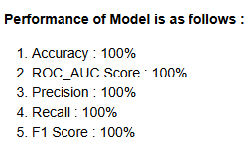 Performance of Model is as follows :
1. Accuracy : 100%
2. ROC_AUC Score : 100%
3. Precision : 100%
4. Recall : 100%
5. F1 Score : 100%